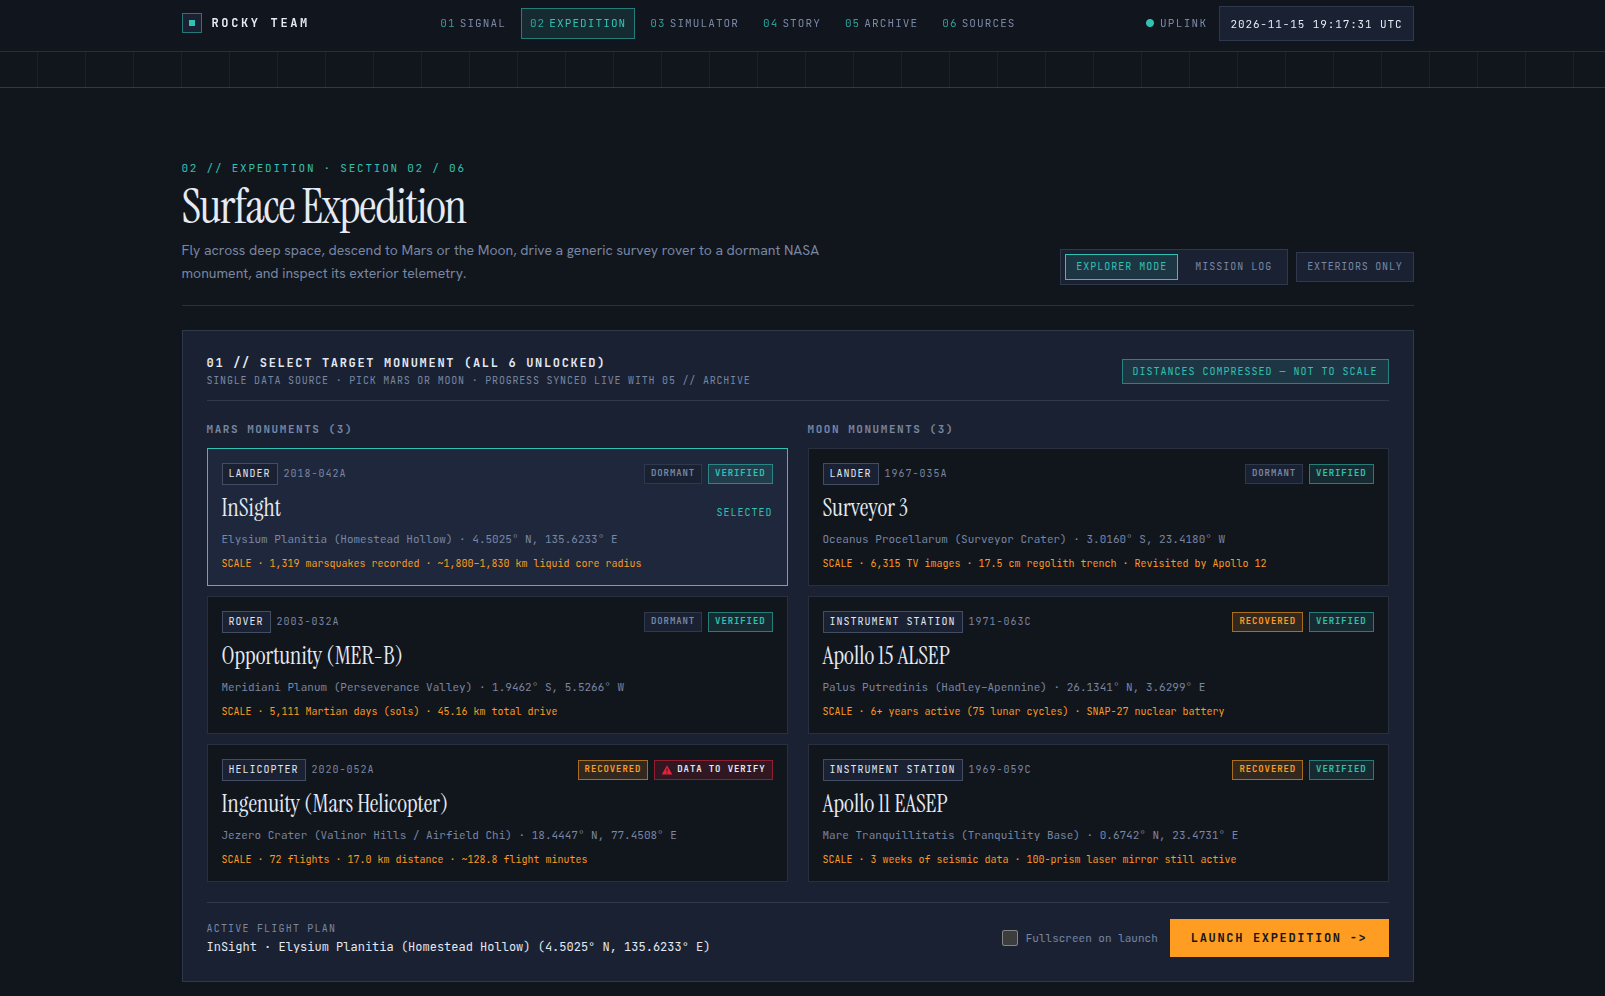 ROCKY TEAM
01 SIGNAL
02 EXPEDITION
03 SIMULATOR
04 STORY
05 ARCHIVE
06 SOURCES
UPLINK
2026-11-15 19:17:31 UTC
02 // EXPEDITION · SECTION 02 / 06
Surface Expedition
Fly across deep space, descend to Mars or the Moon, drive a generic survey rover to a dormant NASA
monument, and inspect its exterior telemetry.
EXPLORER MODE
MISSION LOG
EXTERIORS ONLY
01 // SELECT TARGET MONUMENT (ALL 6 UNLOCKED)
SINGLE DATA SOURCE · PICK MARS OR MOON · PROGRESS SYNCED LIVE WITH 05 // ARCHIVE
DISTANCES COMPRESSED — NOT TO SCALE
MARS MONUMENTS (3)
LANDER 2018-042A DORMANT VERIFIED
InSight SELECTED
Elysium Planitia (Homestead Hollow) · 4.5025° N, 135.6233° E
SCALE · 1,319 marsquakes recorded · ~1,800–1,830 km liquid core radius
ROVER 2003-032A DORMANT VERIFIED
Opportunity (MER-B)
Meridiani Planum (Perseverance Valley) · 1.9462° S, 5.5266° W
SCALE · 5,111 Martian days (sols) · 45.16 km total drive
HELICOPTER 2020-052A RECOVERED DATA TO VERIFY
Ingenuity (Mars Helicopter)
Jezero Crater (Valinor Hills / Airfield Chi) · 18.4447° N, 77.4508° E
SCALE · 72 flights · 17.0 km distance · ~128.8 flight minutes
MOON MONUMENTS (3)
LANDER 1967-035A DORMANT VERIFIED
Surveyor 3
Oceanus Procellarum (Surveyor Crater) · 3.0160° S, 23.4180° W
SCALE · 6,315 TV images · 17.5 cm regolith trench · Revisited by Apollo 12
INSTRUMENT STATION 1971-063C RECOVERED VERIFIED
Apollo 15 ALSEP
Palus Putredinis (Hadley–Apennine) · 26.1341° N, 3.6299° E
SCALE · 6+ years active (75 lunar cycles) · SNAP-27 nuclear battery
INSTRUMENT STATION 1969-059C RECOVERED VERIFIED
Apollo 11 EASEP
Mare Tranquillitatis (Tranquility Base) · 0.6742° N, 23.4731° E
SCALE · 3 weeks of seismic data · 100-prism laser mirror still active
ACTIVE FLIGHT PLAN
InSight · Elysium Planitia (Homestead Hollow) (4.5025° N, 135.6233° E)
Fullscreen on launch
LAUNCH EXPEDITION ->